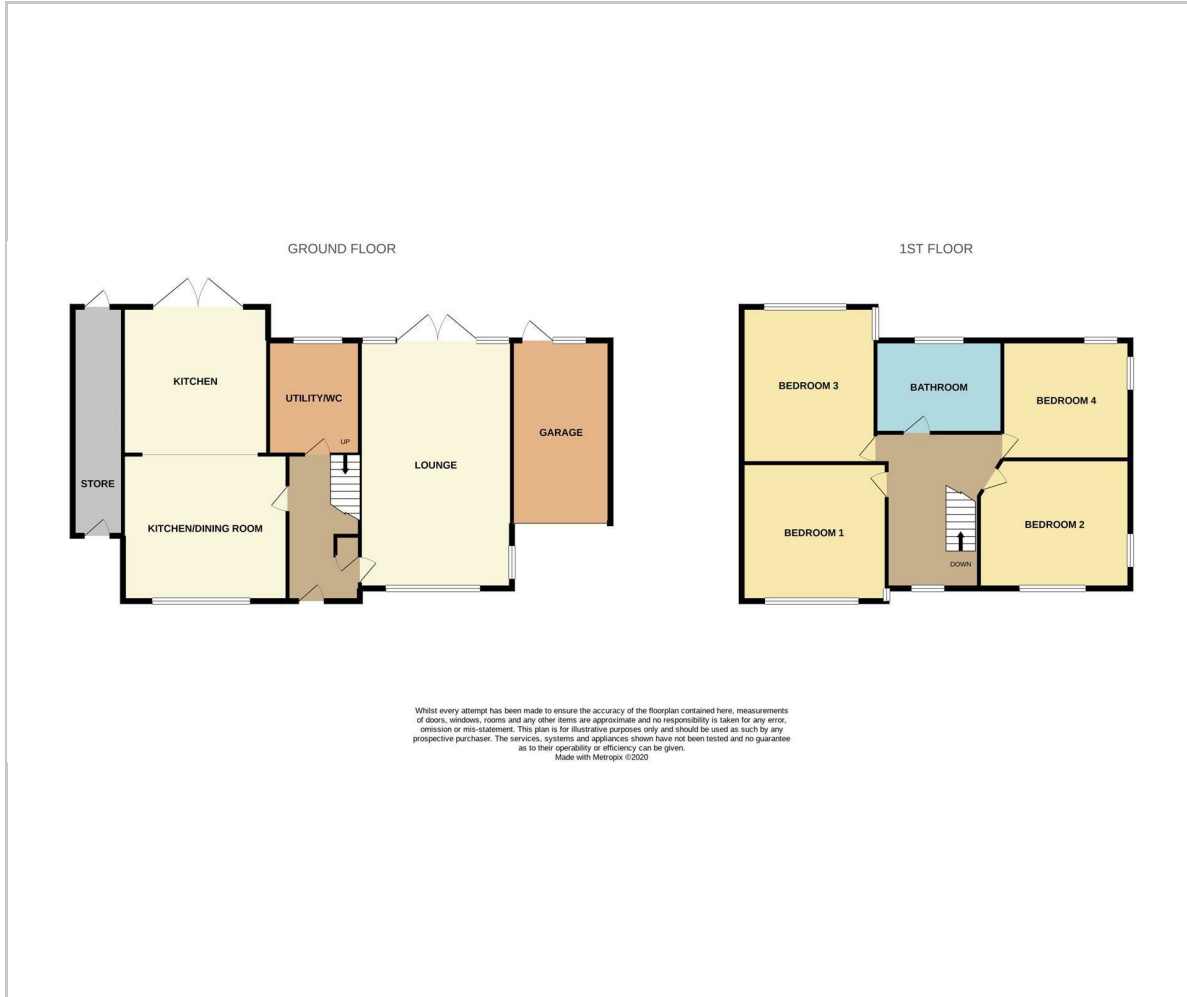 GROUND FLOOR
1ST FLOOR
KITCHEN
UTILITY/WC
UP
LOUNGE
GARAGE
STORE
KITCHEN/DINING ROOM
BEDROOM 3
BATHROOM
BEDROOM 4
BEDROOM 1
BEDROOM 2
DOWN
Whilst every attempt has been made to ensure the accuracy of the floorplan contained here, measurements
of doors, windows, rooms and any other items are approximate and no responsibility is taken for any error,
omission or mis-statement. This plan is for illustrative purposes only and should be used as such by any
prospective purchaser. The services, systems and appliances shown have not been tested and no guarantee
as to their operability or efficiency can be given.
Made with Metropix ©2020